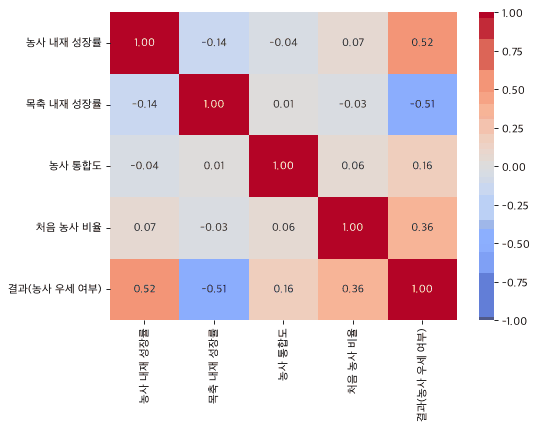 농사 내재 성장률 1.00 -0.14 -0.04 0.07 0.52
목축 내재 성장률 -0.14 1.00 0.01 -0.03 -0.51
농사 통합도 -0.04 0.01 1.00 0.06 0.16
처음 농사 비율 0.07 -0.03 0.06 1.00 0.36
결과(농사 우세 여부) 0.52 -0.51 0.16 0.36 1.00
농사 내재 성장률
목축 내재 성장률
농사 통합도
처음 농사 비율
결과(농사 우세 여부)
1.00
0.75
0.50
0.25
0.00
-0.25
-0.50
-0.75
-1.00